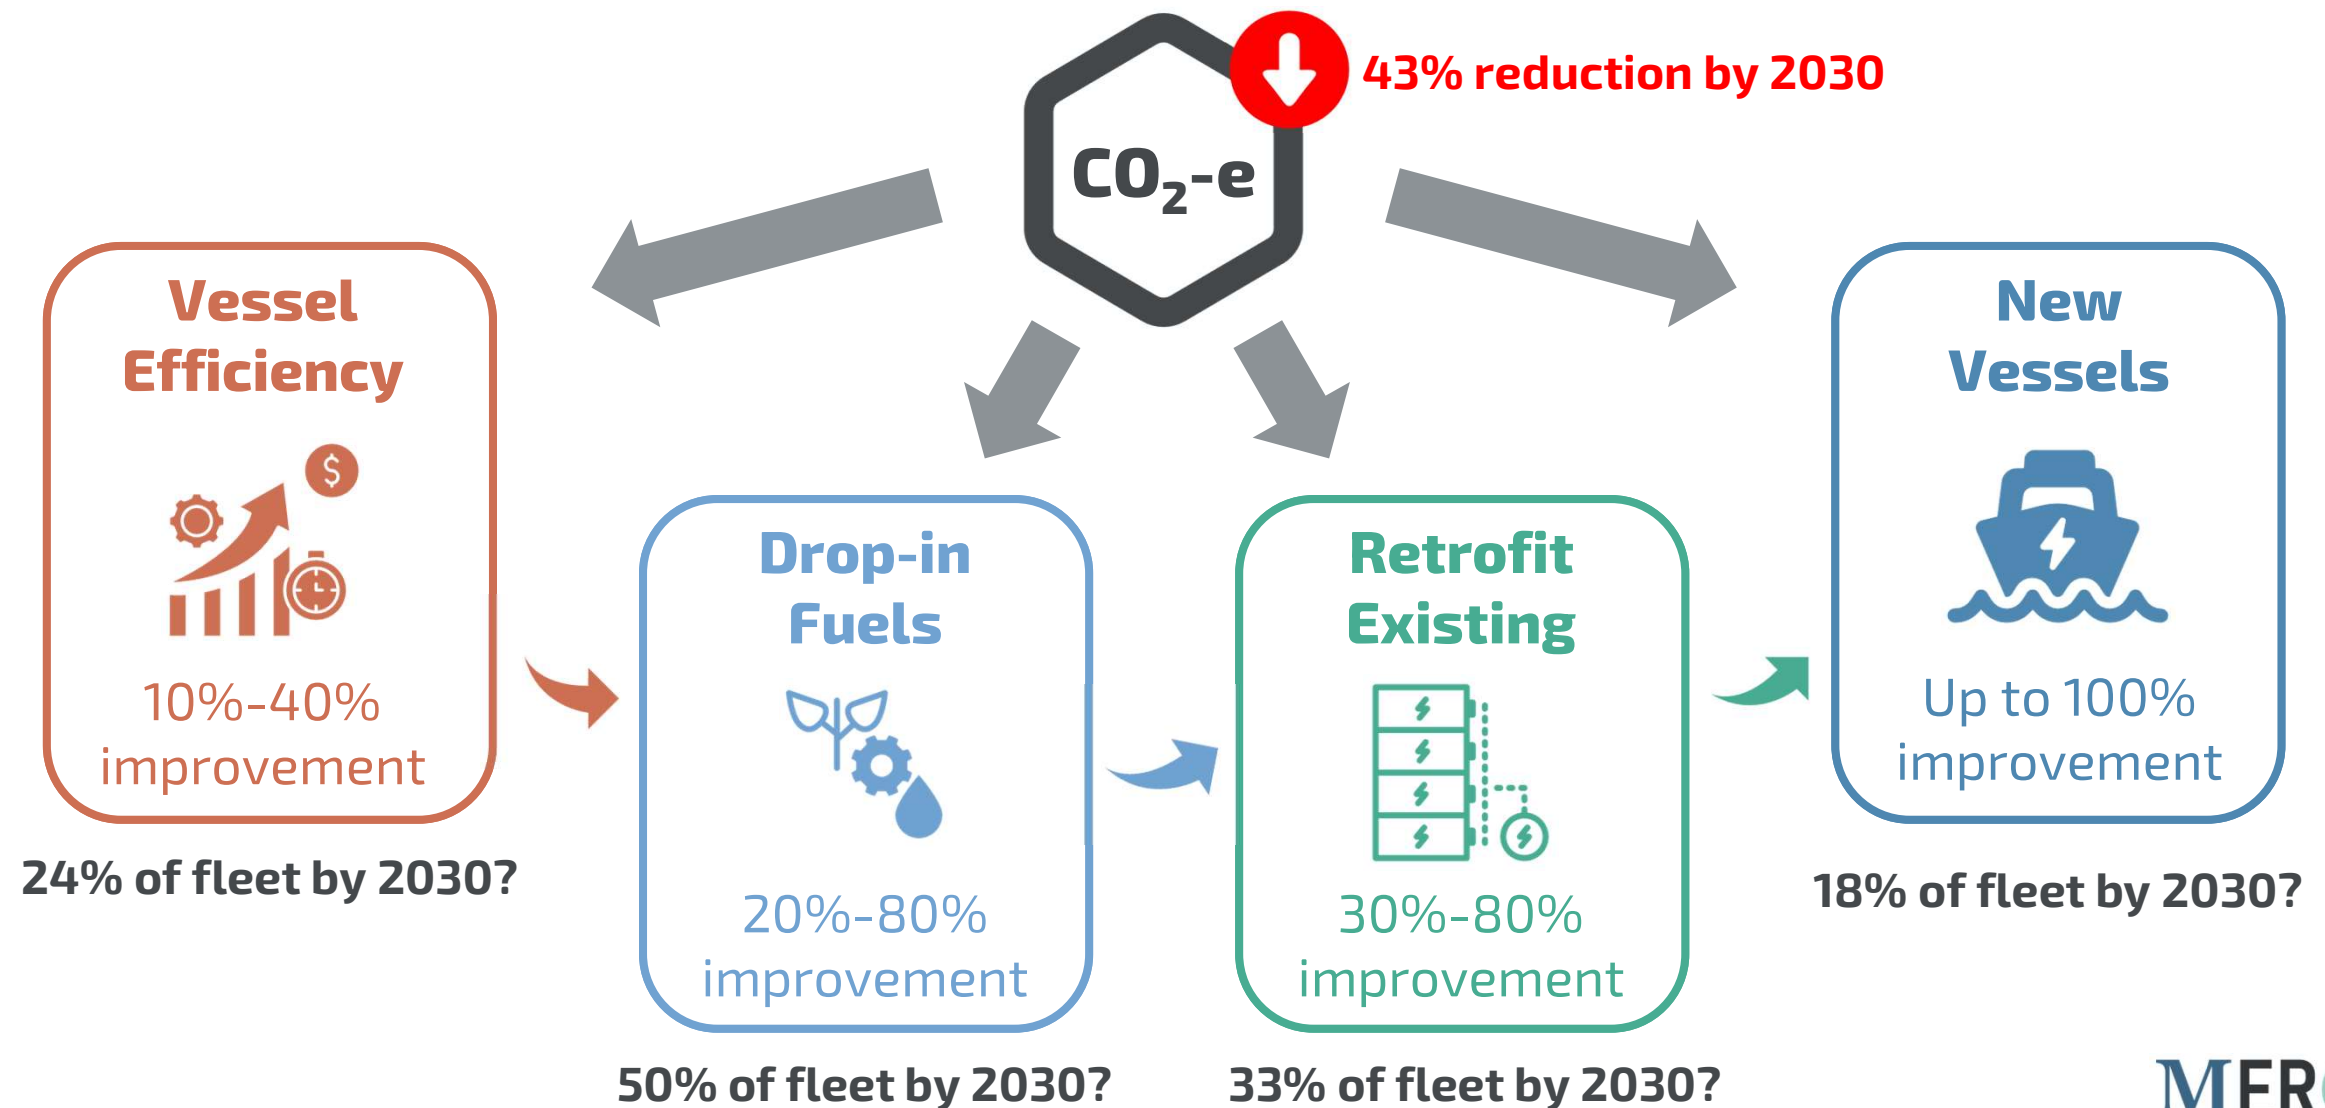 43% reduction by 2030
CO₂-e
Vessel
Efficiency
$
10%-40%
improvement
24% of fleet by 2030?
Drop-in
Fuels
20%-80%
improvement
50% of fleet by 2030?
Retrofit
Existing
30%-80%
improvement
33% of fleet by 2030?
New
Vessels
Up to 100%
improvement
18% of fleet by 2030?